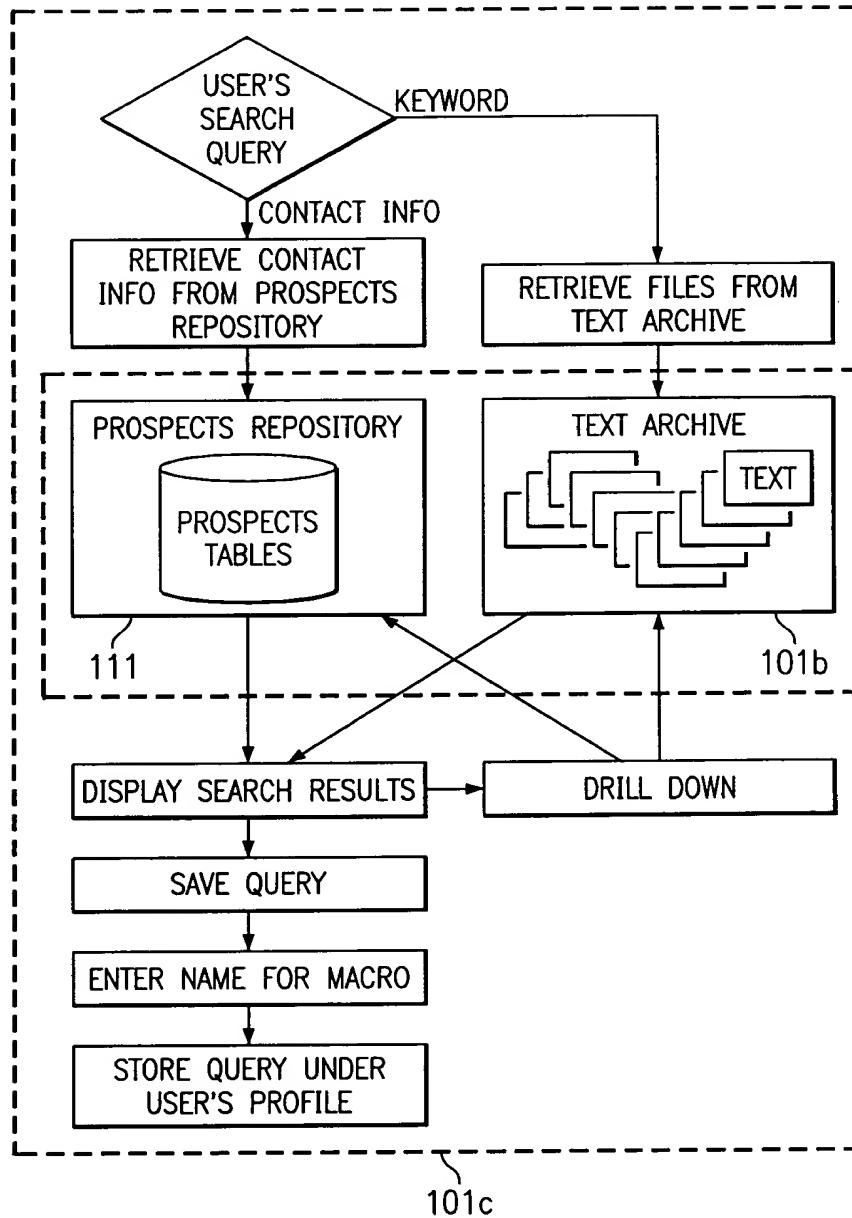 USER'S
SEARCH
QUERY
KEYWORD
CONTACT INFO
RETRIEVE CONTACT
INFO FROM PROSPECTS
REPOSITORY
RETRIEVE FILES FROM
TEXT ARCHIVE
PROSPECTS REPOSITORY
PROSPECTS
TABLES
TEXT ARCHIVE
TEXT
111
101b
DISPLAY SEARCH RESULTS
DRILL DOWN
SAVE QUERY
ENTER NAME FOR MACRO
STORE QUERY UNDER
USER'S PROFILE
101c